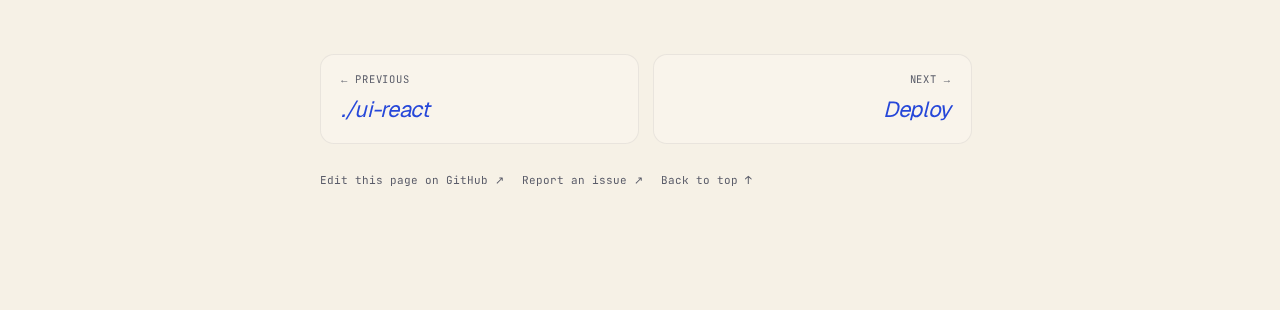 ← PREVIOUS
./ui-react
NEXT →
Deploy
Edit this page on GitHub ↗ Report an issue ↗ Back to top ↑